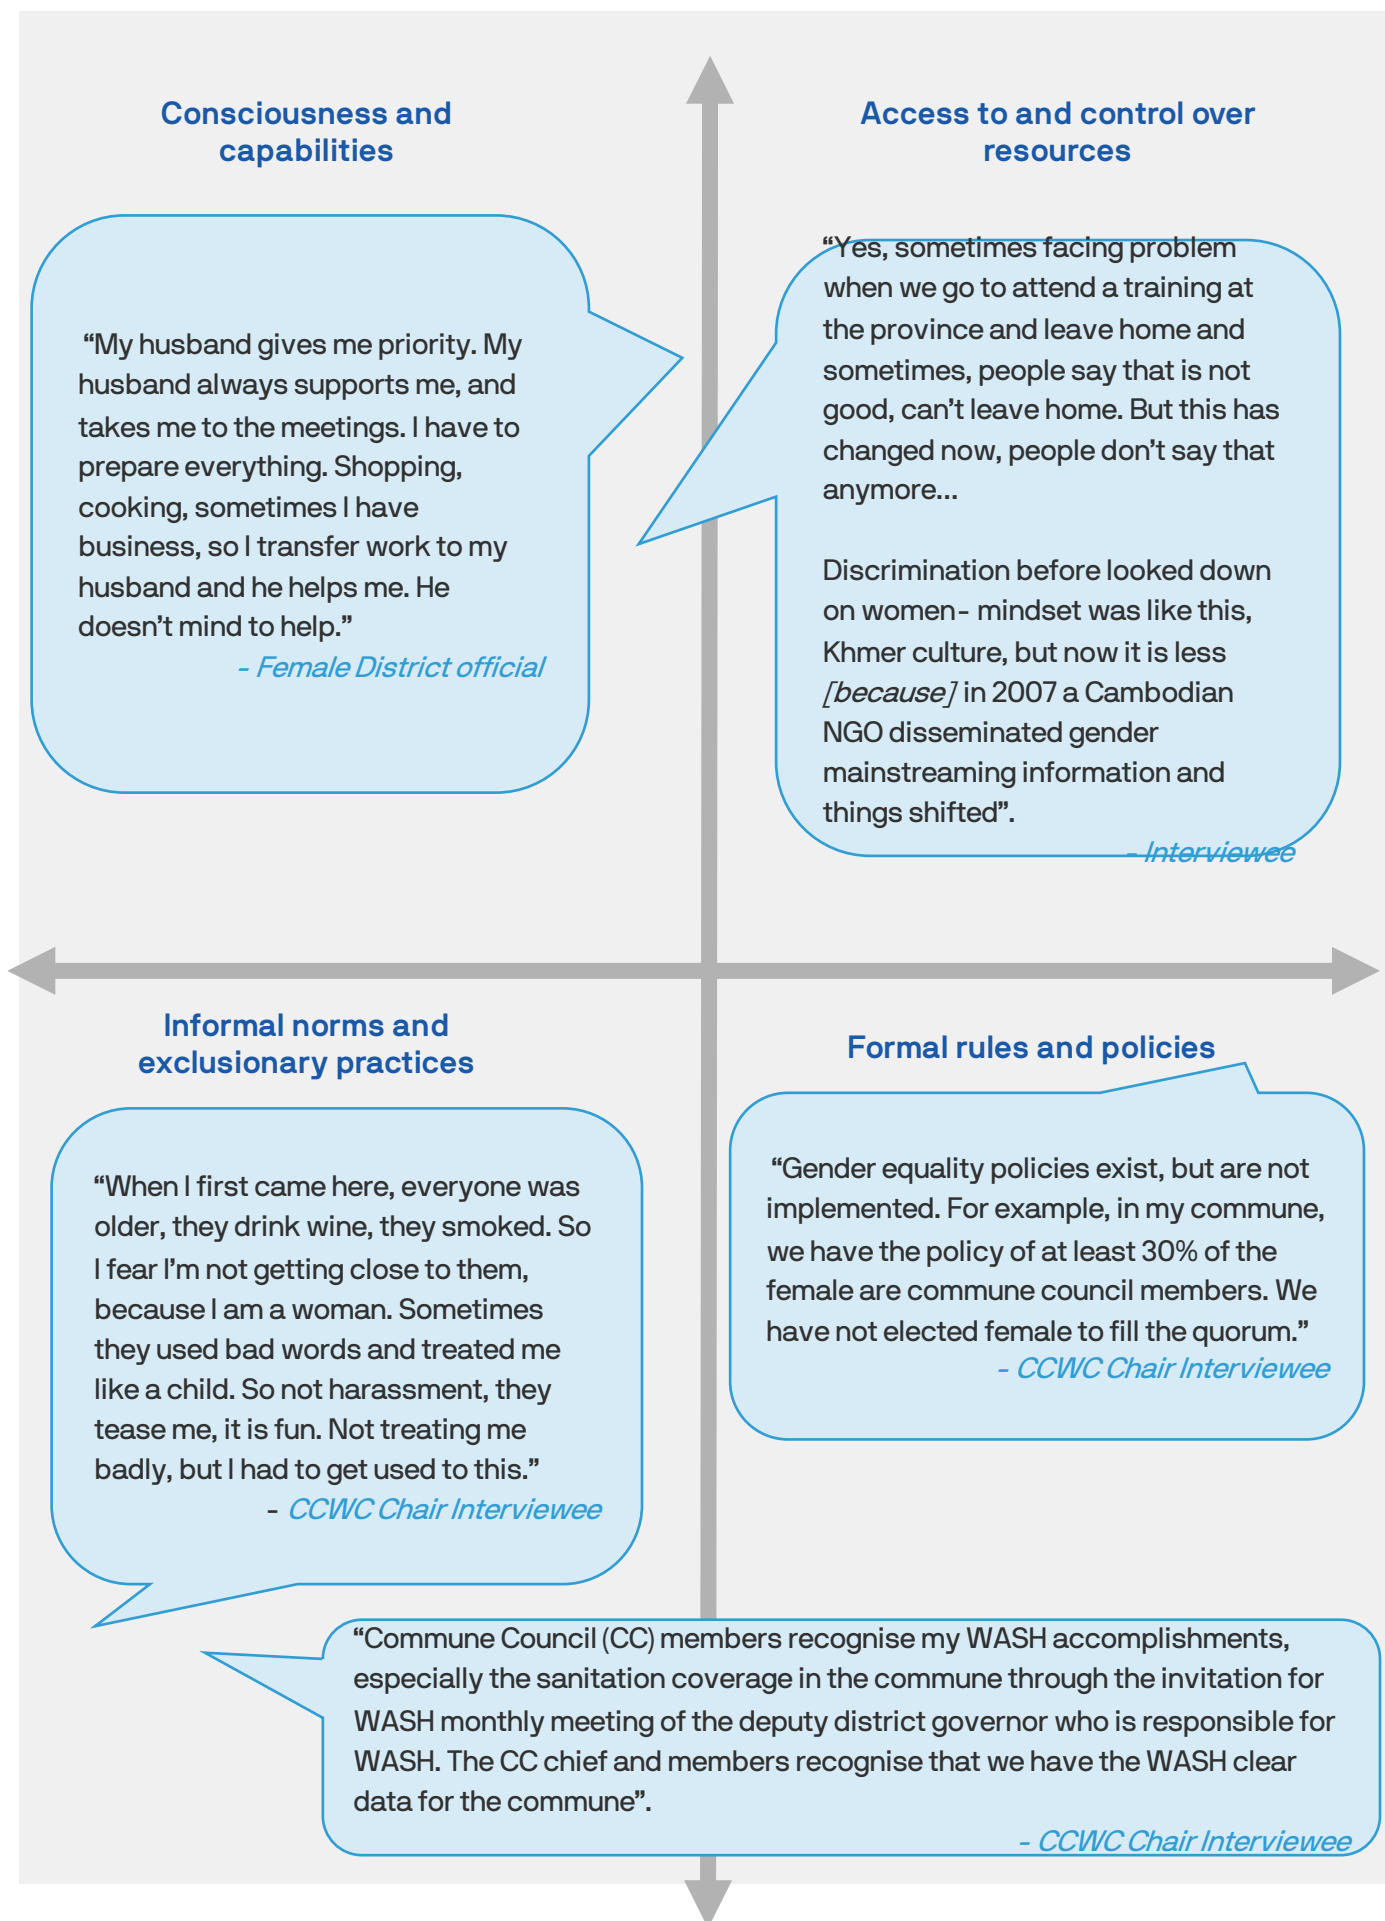 Consciousness and
capabilities
“My husband gives me priority. My
husband always supports me, and
takes me to the meetings. I have to
prepare everything. Shopping,
cooking, sometimes I have
business, so I transfer work to my
husband and he helps me. He
doesn’t mind to help.”
- Female District official
Access to and control over
resources
“Yes, sometimes facing problem
when we go to attend a training at
the province and leave home and
sometimes, people say that is not
good, can’t leave home. But this has
changed now, people don’t say that
anymore...
Discrimination before looked down
on women- mindset was like this,
Khmer culture, but now it is less
[because] in 2007 a Cambodian
NGO disseminated gender
mainstreaming information and
things shifted”.
- Interviewee
Informal norms and
exclusionary practices
“When I first came here, everyone was
older, they drink wine, they smoked. So
I fear I’m not getting close to them,
because I am a woman. Sometimes
they used bad words and treated me
like a child. So not harassment, they
tease me, it is fun. Not treating me
badly, but I had to get used to this.”
- CCWC Chair Interviewee
Formal rules and policies
“Gender equality policies exist, but are not
implemented. For example, in my commune,
we have the policy of at least 30% of the
female are commune council members. We
have not elected female to fill the quorum.”
- CCWC Chair Interviewee
“Commune Council (CC) members recognise my WASH accomplishments,
especially the sanitation coverage in the commune through the invitation for
WASH monthly meeting of the deputy district governor who is responsible for
WASH. The CC chief and members recognise that we have the WASH clear
data for the commune”.
- CCWC Chair Interviewee